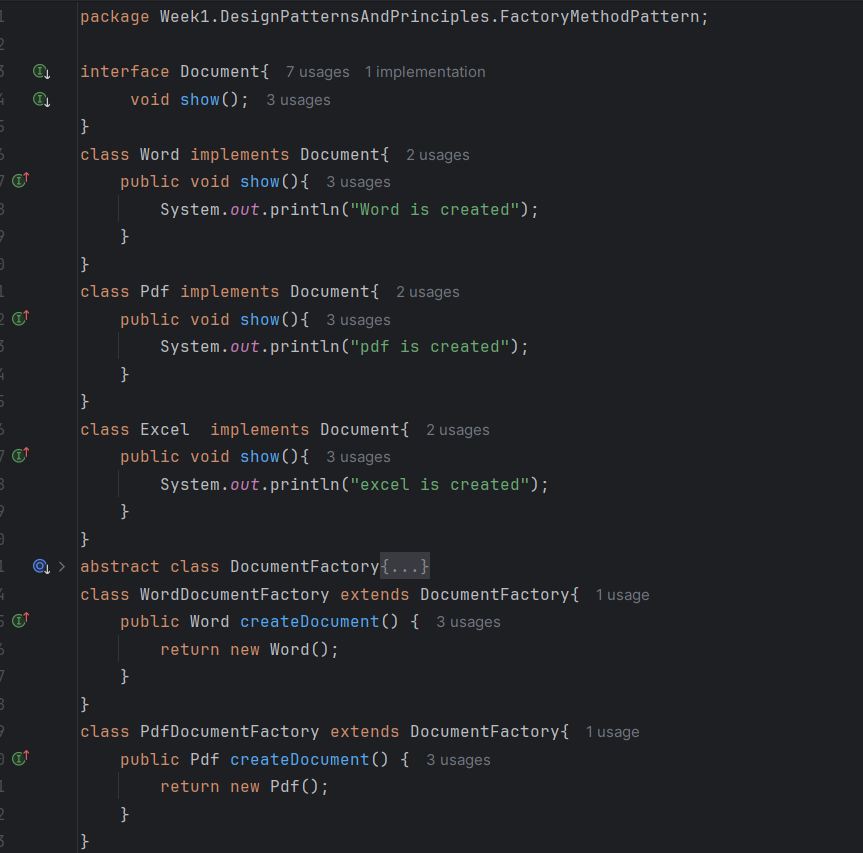 package Week1.DesignPatternsAndPrinciples.FactoryMethodPattern;
2
interface Document{ 7 usages 1 implementation
void show(); 3 usages
}
class Word implements Document{ 2 usages
public void show(){ 3 usages
System.out.println("Word is created");
}
}
class Pdf implements Document{ 2 usages
public void show(){ 3 usages
System.out.println("pdf is created");
}
}
class Excel  implements Document{ 2 usages
public void show(){ 3 usages
System.out.println("excel is created");
}
}
abstract class DocumentFactory{...}
class WordDocumentFactory extends DocumentFactory{ 1 usage
public Word createDocument() { 3 usages
return new Word();
}
}
class PdfDocumentFactory extends DocumentFactory{ 1 usage
public Pdf createDocument() { 3 usages
return new Pdf();
}
}